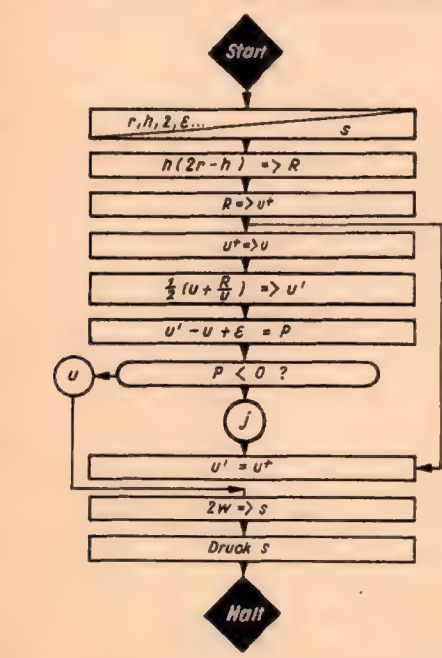 Start
r, h, 2, ε...
s
h(2r-h) => R
R => u⁺
u⁺ => u
½ (u + R/u) => u'
u' - u + ε = P
P < 0 ?
u
j
u' = u⁺
2w => s
Druck s
Halt